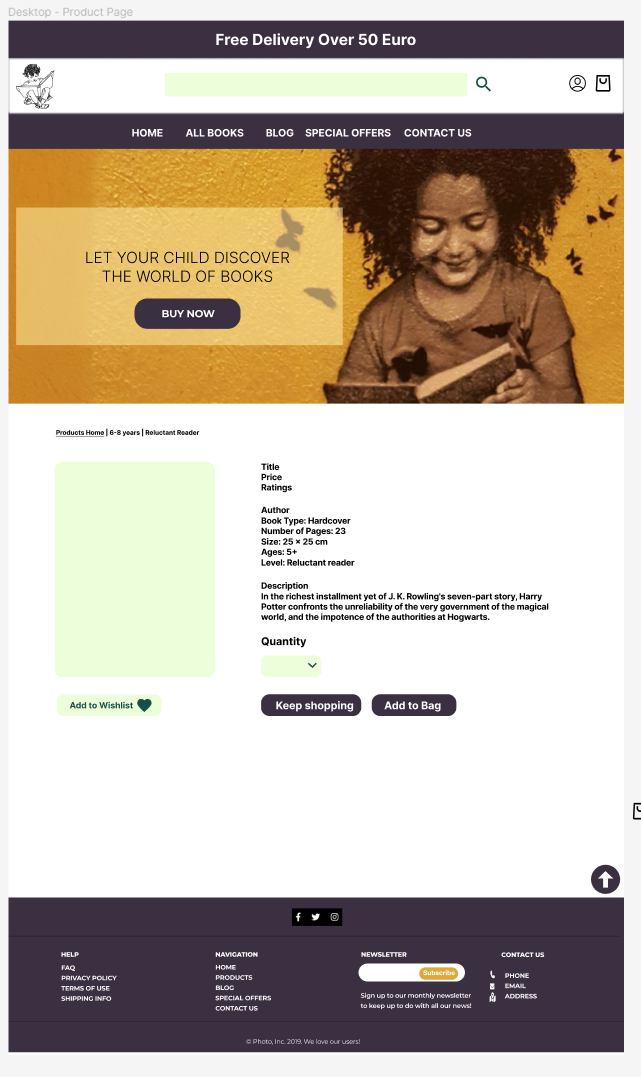 Desktop - Product Page
Free Delivery Over 50 Euro
HOME ALL BOOKS BLOG SPECIAL OFFERS CONTACT US
LET YOUR CHILD DISCOVER
THE WORLD OF BOOKS
BUY NOW
Products Home | 6-8 years | Reluctant Reader
Title
Price
Ratings
Author
Book Type: Hardcover
Number of Pages: 23
Size: 25 × 25 cm
Ages: 5+
Level: Reluctant reader
Description
In the richest installment yet of J. K. Rowling's seven-part story, Harry
Potter confronts the unreliability of the very government of the magical
world, and the impotence of the authorities at Hogwarts.
Quantity
Add to Wishlist
Keep shopping
Add to Bag
HELP
FAQ
PRIVACY POLICY
TERMS OF USE
SHIPPING INFO
NAVIGATION
HOME
PRODUCTS
BLOG
SPECIAL OFFERS
CONTACT US
NEWSLETTER
Subscribe
Sign up to our monthly newsletter
to keep up to do with all our news!
CONTACT US
PHONE
EMAIL
ADDRESS
© Photo, Inc. 2019. We love our users!